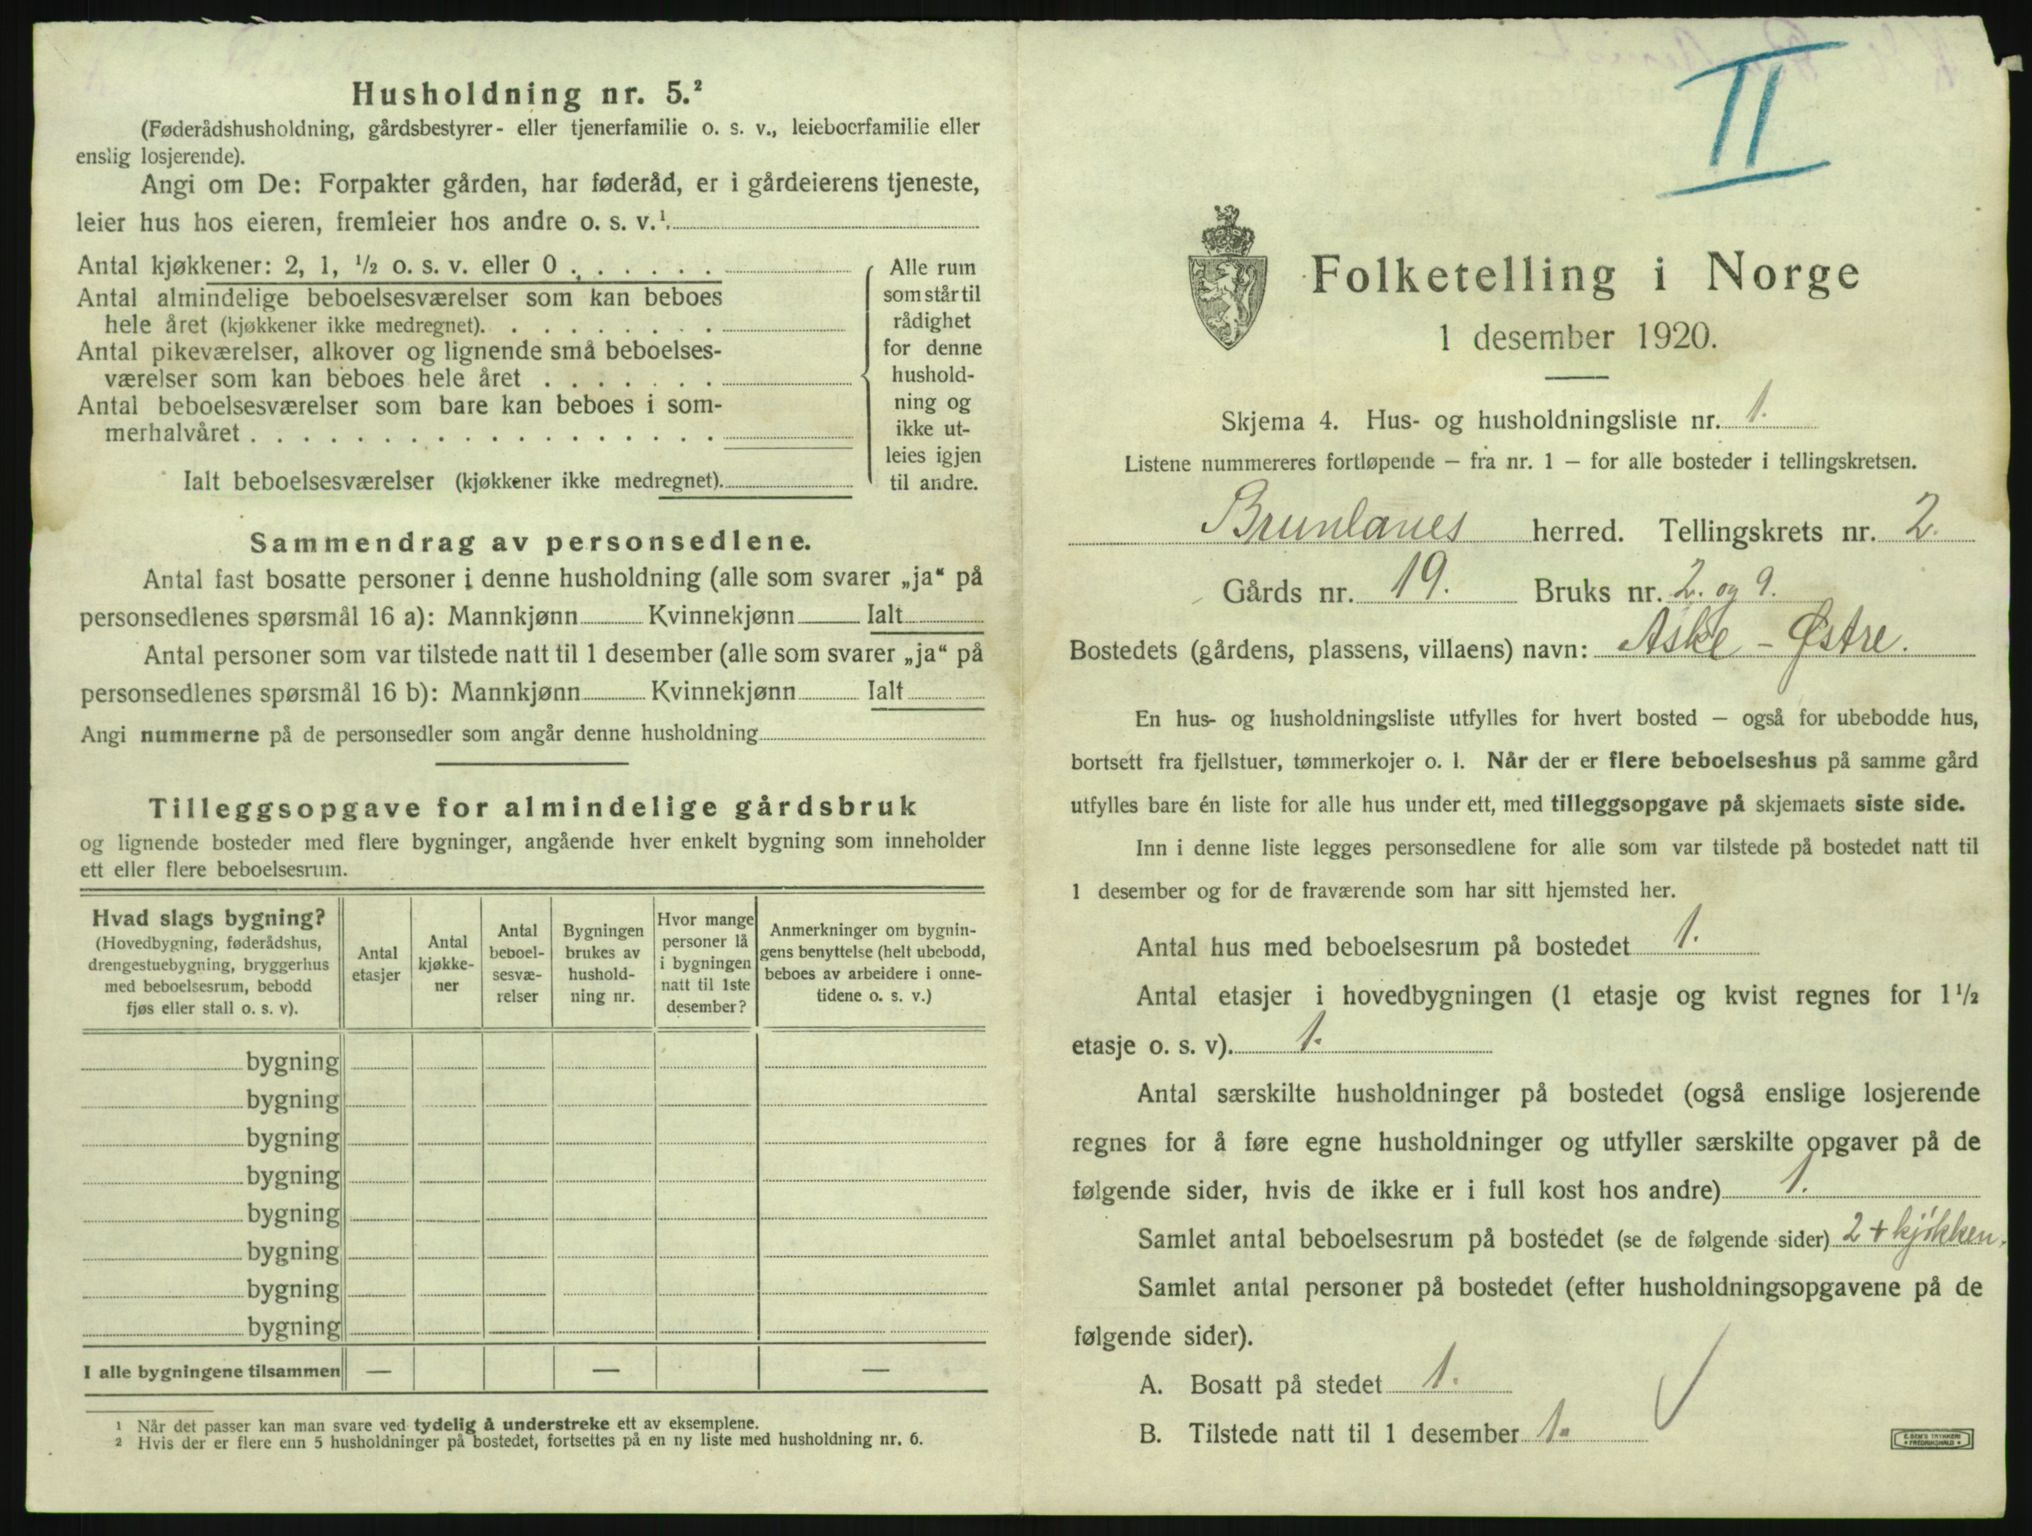 Husholdning nr. 5.²
(Føderådshusholdning, gårdsbestyrer- eller tjenerfamilie o. s. v., leieboerfamilie eller
enslig losjerende).
Angi om De: Forpakter gården, har føderåd, er i gårdeierens tjeneste,
leier hus hos eieren, fremleier hos andre o. s. v.¹.
Antal kjøkkener: 2, 1, ½ o. s. v. eller 0
Antal almindelige beboelsesværelser som kan beboes
hele året (kjøkkener ikke medregnet).
Antal pikeværelser, alkover og lignende små beboelses-
værelser som kan beboes hele året
Antal beboelsesværelser som bare kan beboes i som-
merhalvåret
Ialt beboelsesværelser (kjøkkener ikke medregnet).
Alle rum
som står til
rådighet
for denne
hushold-
ning og
ikke ut-
leies igjen
til andre.
Sammendrag av personsedlene.
Antal fast bosatte personer i denne husholdning (alle som svarer „ja“ på
personsedlenes spørsmål 16 a): Mannkjønn Kvinnekjønn Ialt
Antal personer som var tilstede natt til 1 desember (alle som svarer „ja“ på
personsedlenes spørsmål 16 b): Mannkjønn Kvinnekjønn Ialt
Angi nummerne på de personsedler som angår denne husholdning
Tilleggsopgave for almindelige gårdsbruk
og lignende bosteder med flere bygninger, angående hver enkelt bygning som inneholder
ett eller flere beboelsesrum.
Hvad slags bygning?
(Hovedbygning, føderådshus,
drengestuebygning, bryggerhus
med beboelsesrum, bebodd
fjøs eller stall o. s. v).
Antal
etasjer
Antal
kjøkke-
ner
Antal
beboel-
sesvæ-
relser
Bygningen
brukes av
hushold-
ning nr.
Hvor mange
personer lå
i bygningen
natt til 1ste
desember?
Anmerkninger om bygnin-
gens benyttelse (helt ubebodd,
beboes av arbeidere i onne-
tidene o. s. v.)
bygning
bygning
bygning
bygning
bygning
bygning
bygning
bygning
I alle bygningene tilsammen — — —
¹ Når det passer kan man svare ved tydelig å understreke ett av eksemplene.
² Hvis der er flere enn 5 husholdninger på bostedet, fortsettes på en ny liste med husholdning nr. 6.
II
Folketelling i Norge
1 desember 1920.
Skjema 4. Hus- og husholdningsliste nr. 1.
Listene nummereres fortløpende – fra nr. 1 – for alle bosteder i tellingskretsen.
Brunlanes herred. Tellingskrets nr. 2.
Gårds nr. 19. Bruks nr. 2. og 9.
Bostedets (gårdens, plassens, villaens) navn: Aske – Østre.
En hus- og husholdningsliste utfylles for hvert bosted – også for ubebodde hus,
bortsett fra fjellstuer, tømmerkojer o. l. Når der er flere beboelseshus på samme gård
utfylles bare én liste for alle hus under ett, med tilleggsopgave på skjemaets siste side.
Inn i denne liste legges personsedlene for alle som var tilstede på bostedet natt til
1 desember og for de fraværende som har sitt hjemsted her.
Antal hus med beboelsesrum på bostedet 1.
Antal etasjer i hovedbygningen (1 etasje og kvist regnes for 1½
etasje o. s. v). 1.
Antal særskilte husholdninger på bostedet (også enslige losjerende
regnes for å føre egne husholdninger og utfyller særskilte opgaver på de
følgende sider, hvis de ikke er i full kost hos andre) 1.
Samlet antal beboelsesrum på bostedet (se de følgende sider) 2 + kjøkken.
Samlet antal personer på bostedet (efter husholdningsopgavene på de
følgende sider).
A. Bosatt på stedet 1.
B. Tilstede natt til 1 desember 1.
E. SEM'S TRYKKERI
FREDRIKSHALD